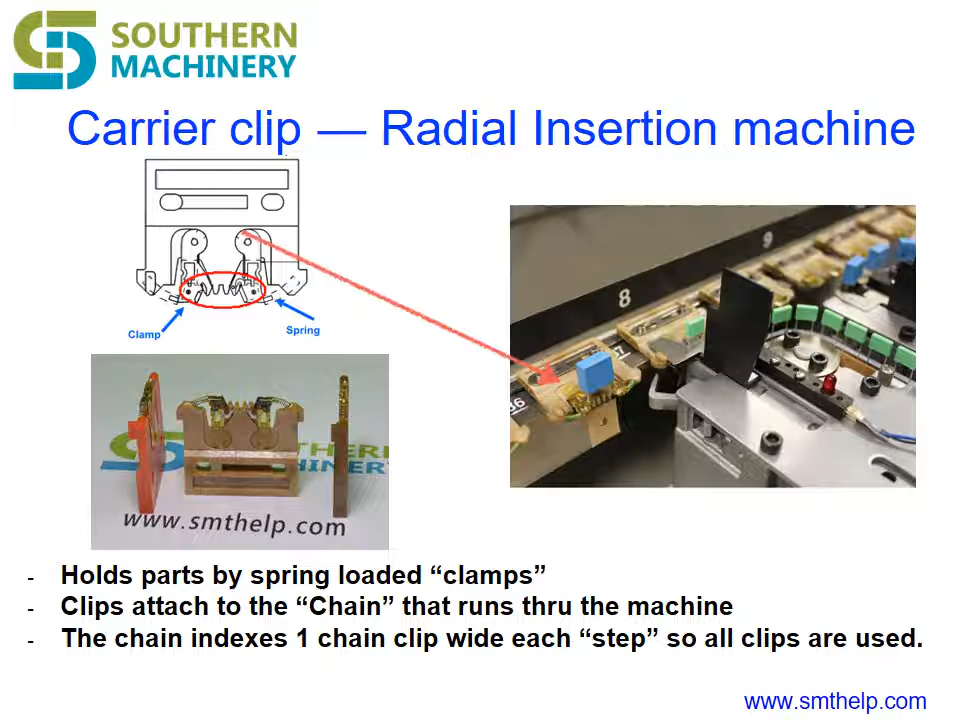 SOUTHERN
MACHINERY
Carrier clip — Radial Insertion machine
Clamp
Spring
9
8
SOUTHERN
MACHINERY
www.smthelp.com
- Holds parts by spring loaded “clamps”
- Clips attach to the “Chain” that runs thru the machine
- The chain indexes 1 chain clip wide each “step” so all clips are used.
www.smthelp.com